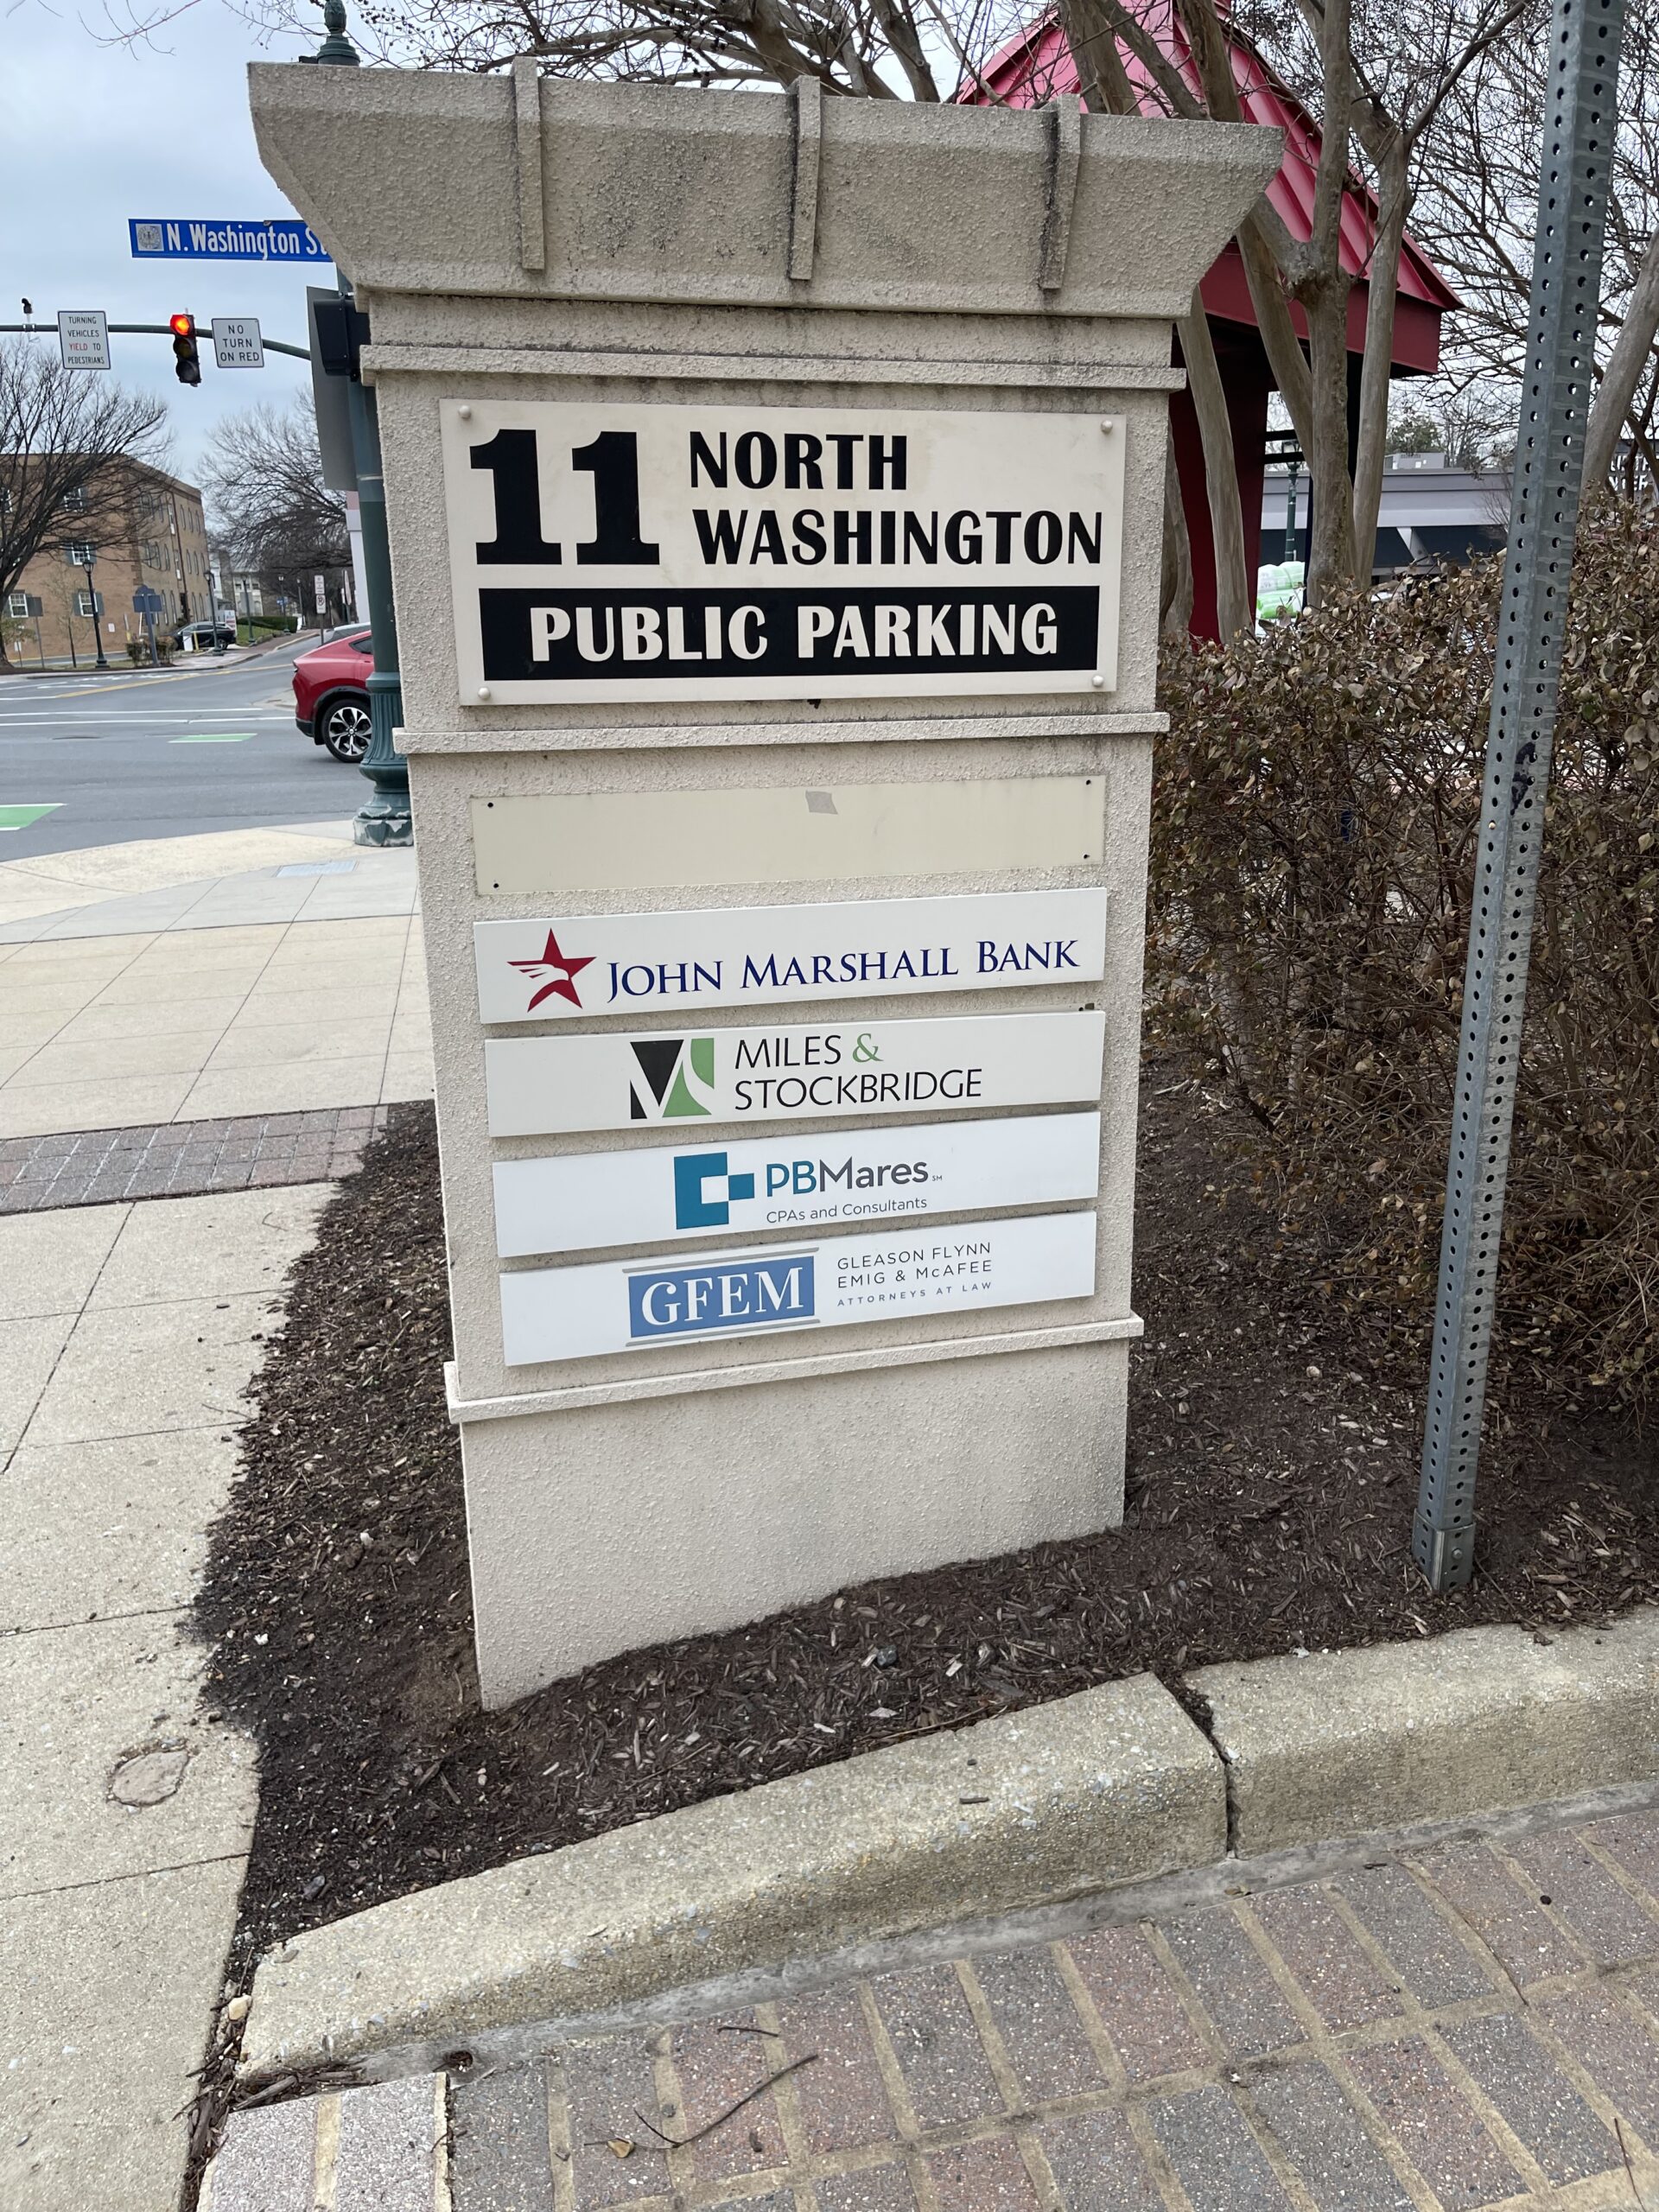 N. Washington St
TURNING
VEHICLES
YIELD TO
PEDESTRIANS
NO
TURN
ON RED
11 NORTH
WASHINGTON
PUBLIC PARKING
JOHN MARSHALL BANK
MILES &
STOCKBRIDGE
PBMares SM
CPAs and Consultants
GFEM
GLEASON FLYNN
EMIG & McAFEE
ATTORNEYS AT LAW